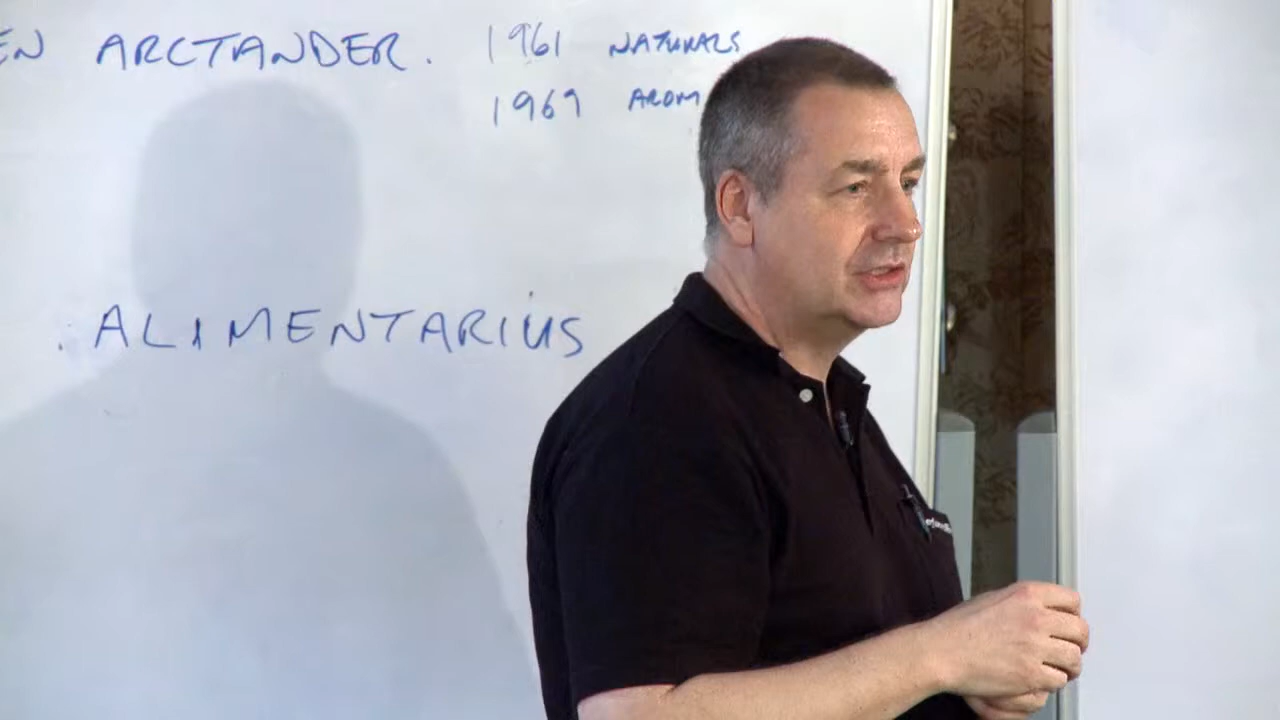 EN ARCTANDER. 1961 NATURALS
1969 AROM
. ALIMENTARIUS